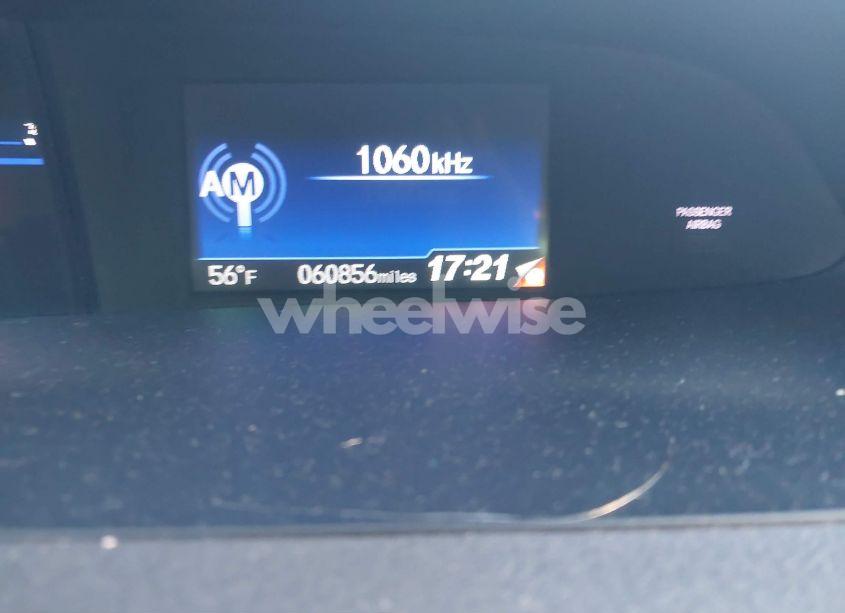 AM
1060kHz
PASSENGER
AIRBAG
56°F 060856miles 17:21
wheelwise